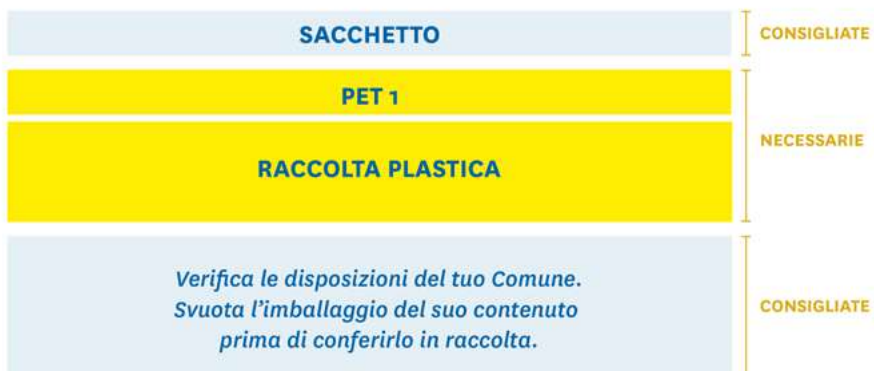 SACCHETTO
CONSIGLIATE
PET 1
RACCOLTA PLASTICA
NECESSARIE
Verifica le disposizioni del tuo Comune.
Svuota l'imballaggio del suo contenuto
prima di conferirlo in raccolta.
CONSIGLIATE